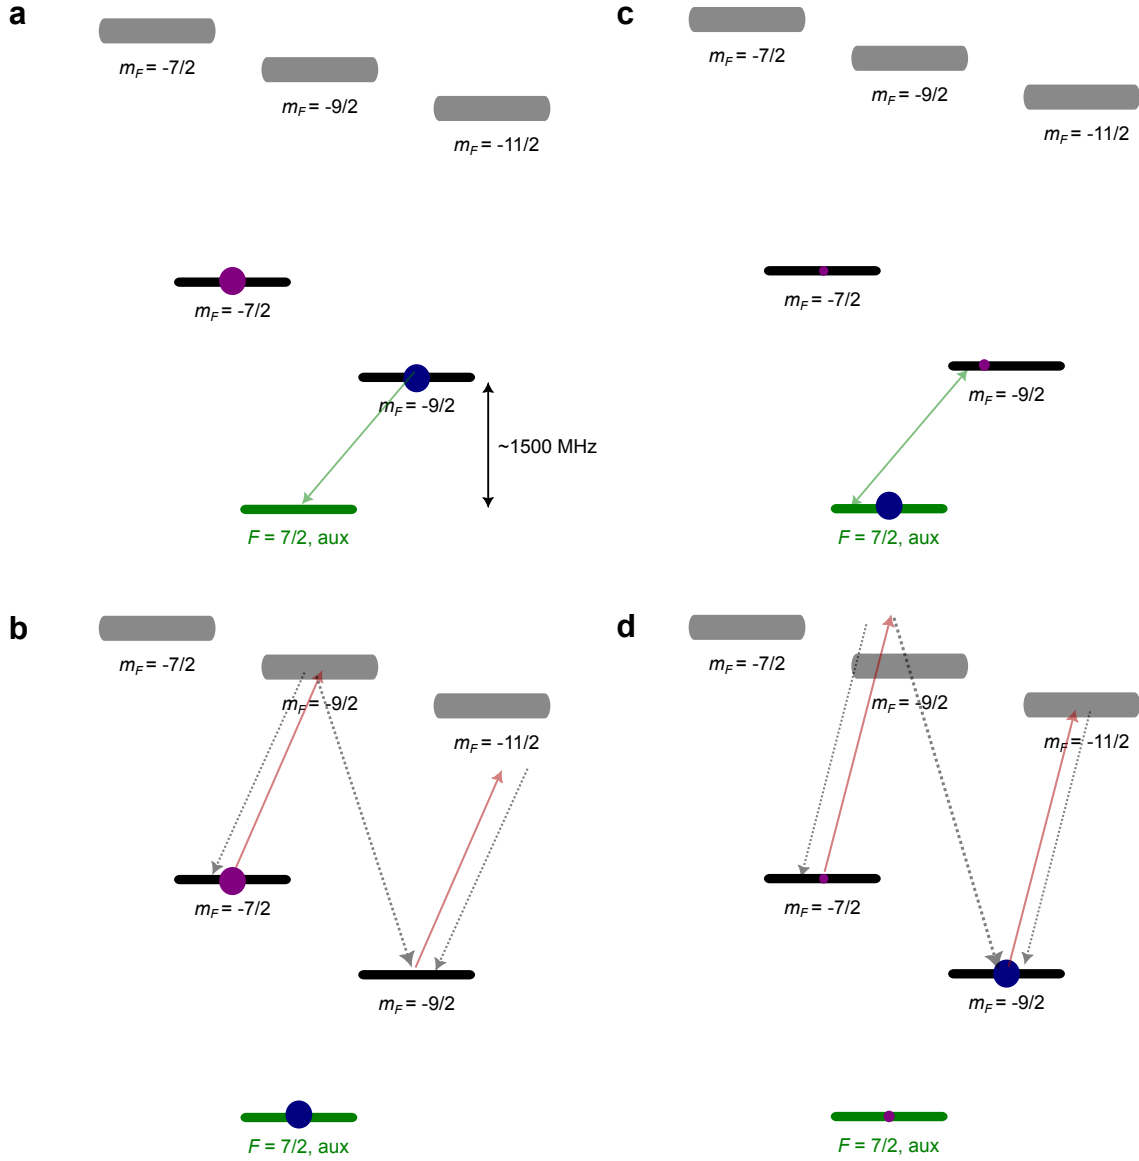 a
m_F = -7/2
m_F = -9/2
m_F = -11/2
m_F = -7/2
m_F = -9/2
~1500 MHz
F = 7/2, aux
c
m_F = -7/2
m_F = -9/2
m_F = -11/2
m_F = -7/2
m_F = -9/2
F = 7/2, aux
b
m_F = -7/2
m_F = -9/2
m_F = -11/2
m_F = -7/2
m_F = -9/2
F = 7/2, aux
d
m_F = -7/2
m_F = -9/2
m_F = -11/2
m_F = -7/2
m_F = -9/2
F = 7/2, aux